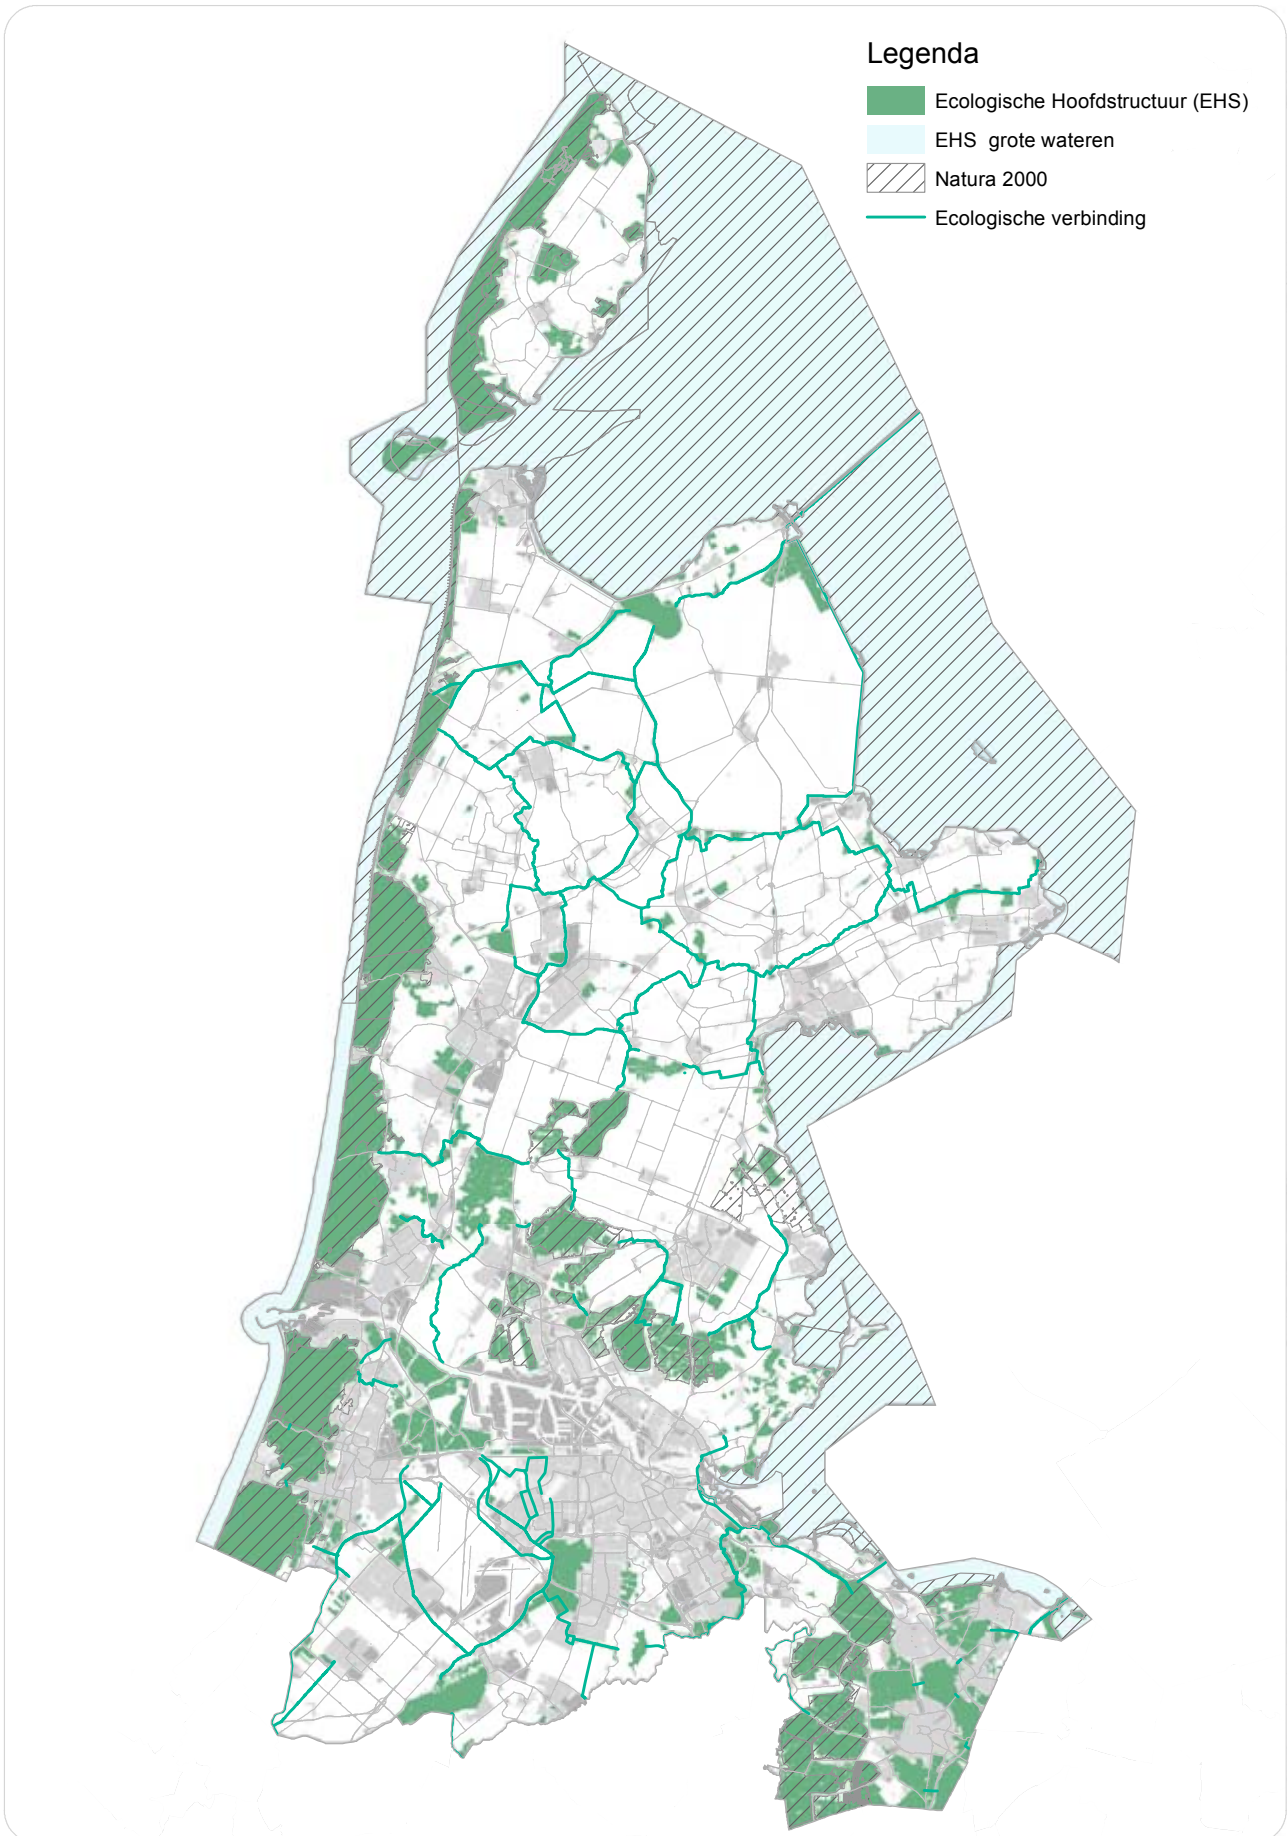 Legenda
Ecologische Hoofdstructuur (EHS)
EHS grote wateren
Natura 2000
Ecologische verbinding